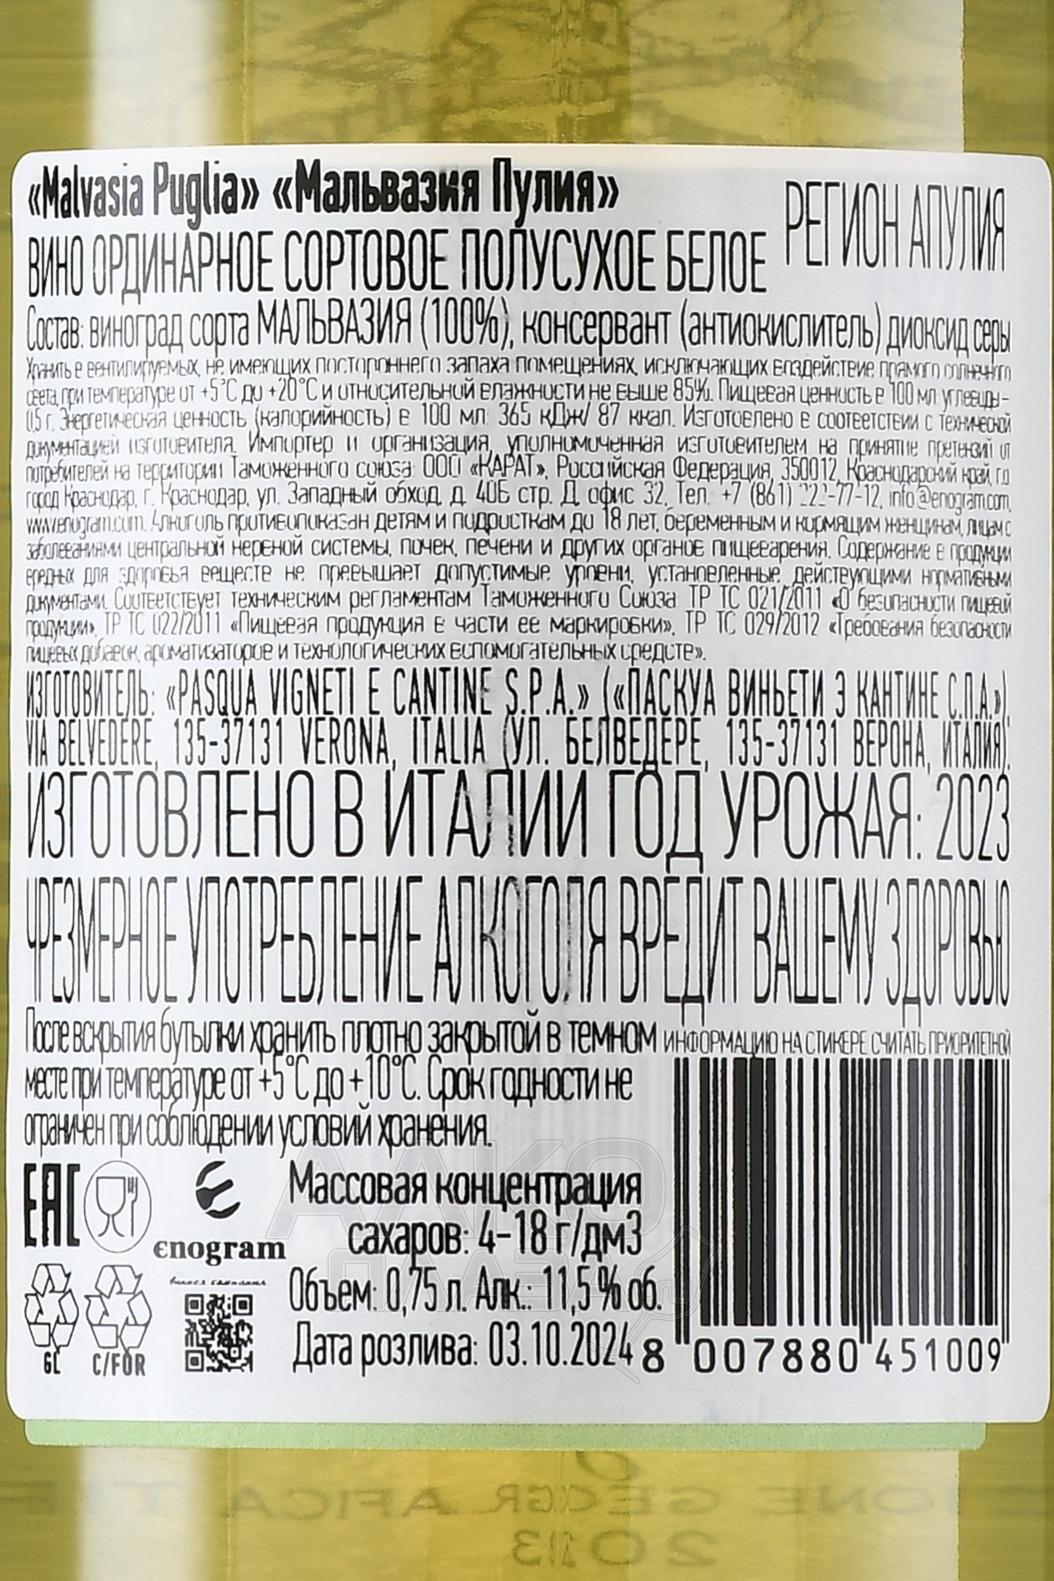 «Malvasia Puglia» «Мальвазия Пулия»
РЕГИОН АПУЛИЯ
ВИНО ОРДИНАРНОЕ СОРТОВОЕ ПОЛУСУХОЕ БЕЛОЕ
Состав: виноград сорта МАЛЬВАЗИЯ (100%), консервант (антиокислитель) диоксид серы
Хранить в вентилируемых, не имеющих постороннего запаха помещениях, исключающих воздействие прямого солнечного
света, при температуре от +5°С до +20°С и относительной влажности не выше 85%. Пищевая ценность в 100 мл: углеводы-
0,5 г. Энергетическая ценность (калорийность) в 100 мл: 365 кДж/ 87 ккал. Изготовлено в соответствии с технической
документацией изготовителя. Импортер и организация, уполномоченная изготовителем на принятие претензий от
потребителей на территории Таможенного союза: ООО «КАРАТ», Российская Федерация, 350012, Краснодарский край, г.о.
город Краснодар, г. Краснодар, ул. Западный обход, д. 40Б стр. Д, офис 32, Тел.: +7 (861) 222-77-12, info@enogram.com,
www.enogram.com. Алкоголь противопоказан детям и подросткам до 18 лет, беременным и кормящим женщинам, лицам с
заболеваниями центральной нервной системы, почек, печени и других органов пищеварения. Содержание в продукции
вредных для здоровья веществ не превышает допустимые уровни, установленные действующими нормативными
документами. Соответствует техническим регламентам Таможенного Союза: ТР ТС 021/2011 «О безопасности пищевой
продукции», ТР ТС 022/2011 «Пищевая продукция в части ее маркировки», ТР ТС 029/2012 «Требования безопасности
пищевых добавок, ароматизаторов и технологических вспомогательных средств».
ИЗГОТОВИТЕЛЬ: «PASQUA VIGNETI E CANTINE S.P.A.» («ПАСКУА ВИНЬЕТИ Э КАНТИНЕ С.П.А.»),
VIA BELVEDERE, 135-37131 VERONA, ITALIA (УЛ. БЕЛВЕДЕРЕ, 135-37131 ВЕРОНА, ИТАЛИЯ).
ИЗГОТОВЛЕНО В ИТАЛИИ ГОД УРОЖАЯ: 2023
ЧРЕЗМЕРНОЕ УПОТРЕБЛЕНИЕ АЛКОГОЛЯ ВРЕДИТ ВАШЕМУ ЗДОРОВЬЮ
После вскрытия бутылки хранить плотно закрытой в темном
месте при температуре от +5°С до +10°С. Срок годности не
ограничен при соблюдении условий хранения.
ИНФОРМАЦИЮ НА СТИКЕРЕ СЧИТАТЬ ПРИОРИТЕТНОЙ
EAC
enogram
винная компания
GL
C/FOR
Массовая концентрация
сахаров: 4-18 г/дм3
Объем: 0,75 л. Алк.: 11,5 % об.
Дата розлива: 03.10.2024
8 007880 451009